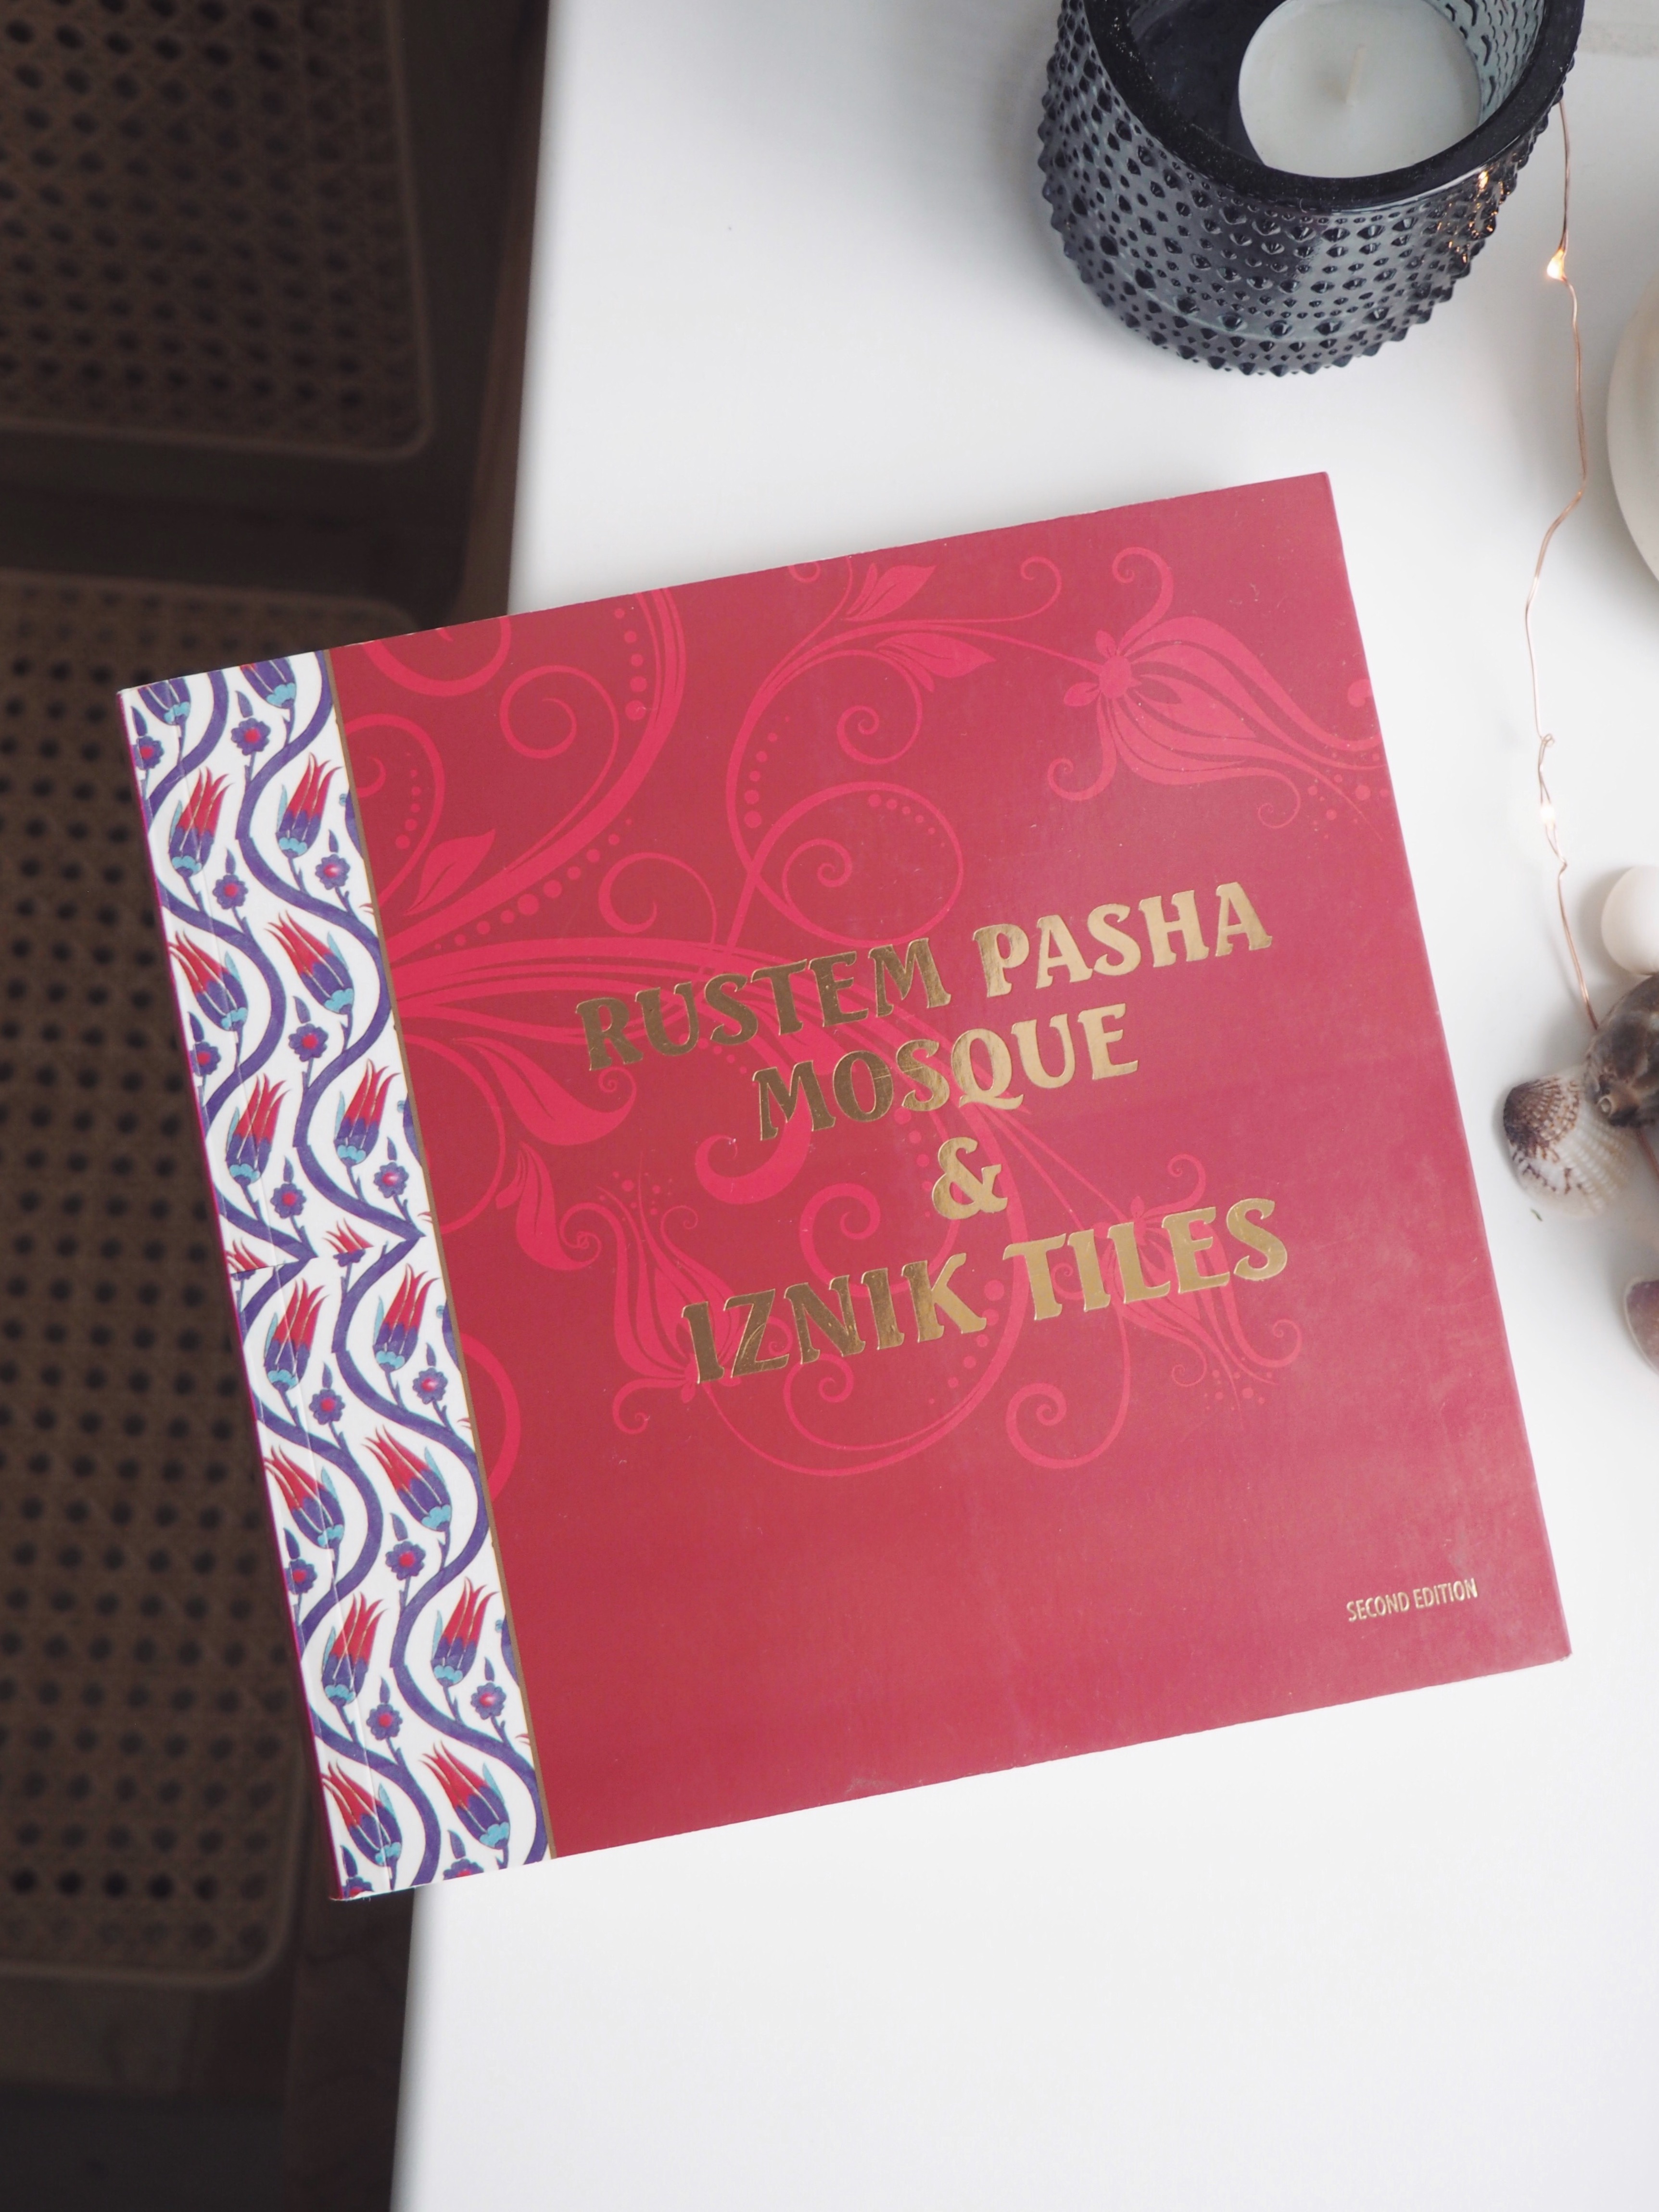 RUSTEM PASHA
MOSQUE
&
IZNIK TILES
SECOND EDITION